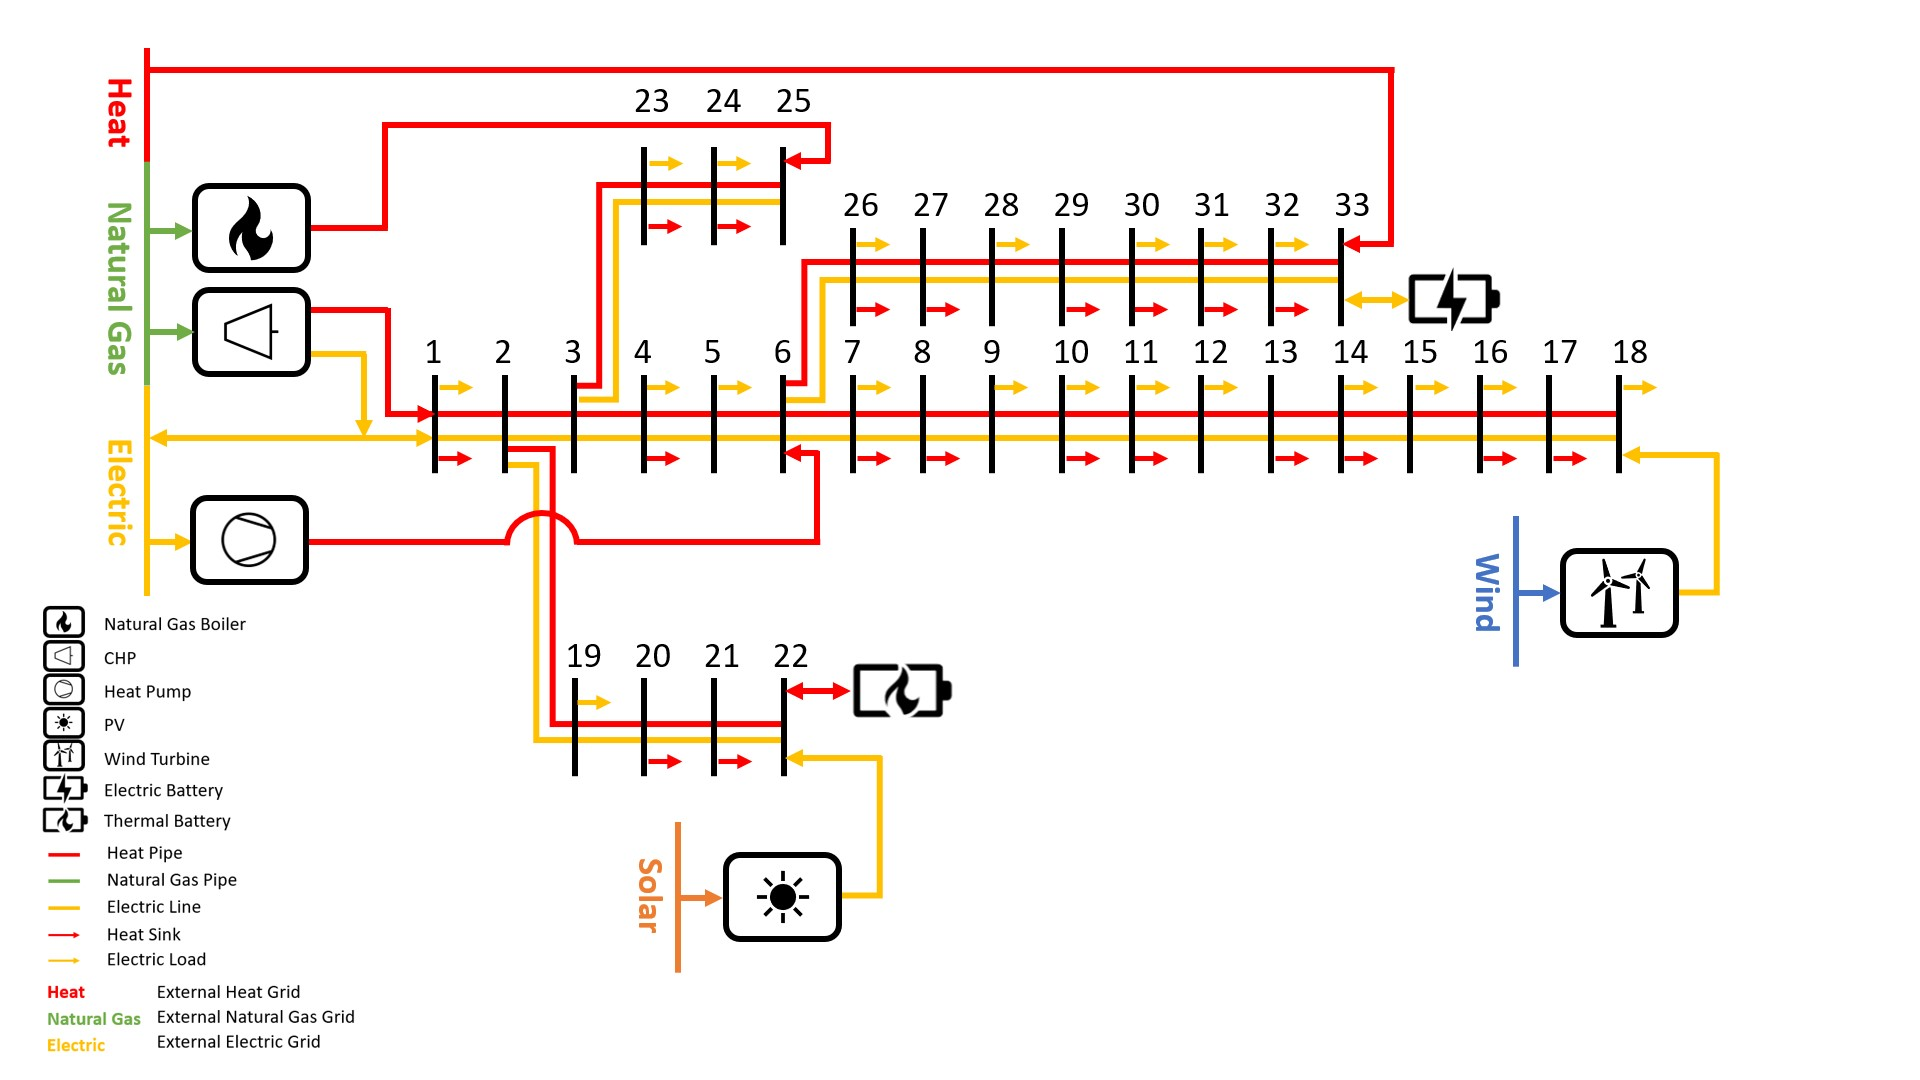 Heat
Natural Gas
Electric
23 24 25
26 27 28 29 30 31 32 33
1 2 3 4 5 6 7 8 9 10 11 12 13 14 15 16 17 18
19 20 21 22
Wind
Solar
Natural Gas Boiler
CHP
Heat Pump
PV
Wind Turbine
Electric Battery
Thermal Battery
Heat Pipe
Natural Gas Pipe
Electric Line
Heat Sink
Electric Load
Heat External Heat Grid
Natural Gas External Natural Gas Grid
Electric External Electric Grid